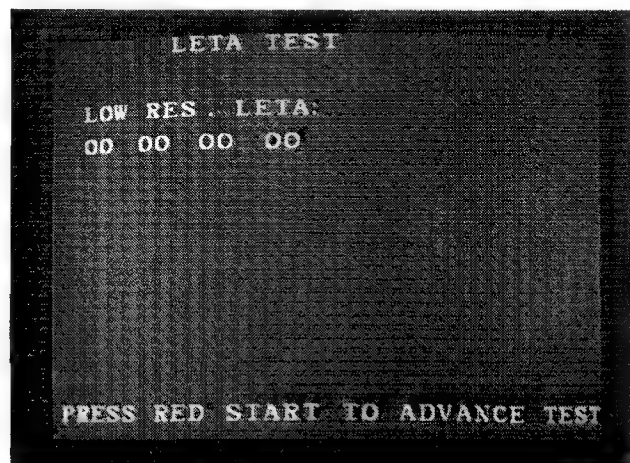 LETA TEST
LOW RES. LETA:
00 00 00 00
PRESS RED START TO ADVANCE TEST